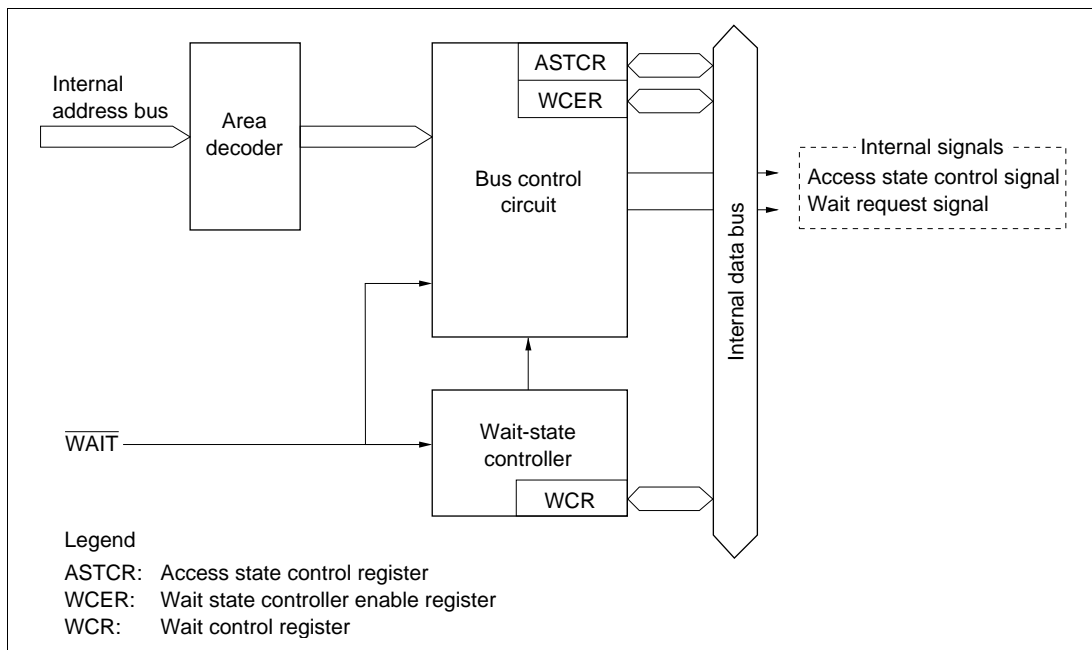 Internal
address bus
Area
decoder
ASTCR
WCER
Bus control
circuit
Internal data bus
Internal signals
Access state control signal
Wait request signal
WAIT
Wait-state
controller
WCR
Legend
ASTCR: Access state control register
WCER: Wait state controller enable register
WCR: Wait control register